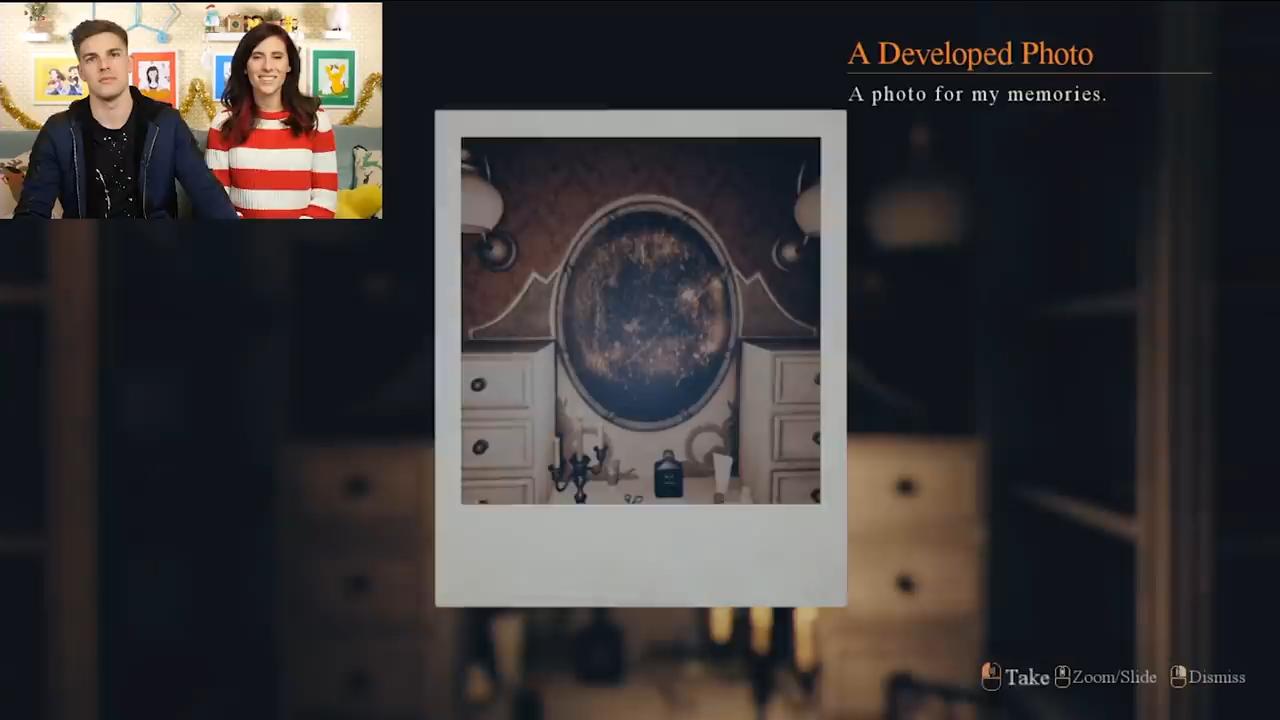 A Developed Photo
A photo for my memories.
Take Zoom/Slide Dismiss